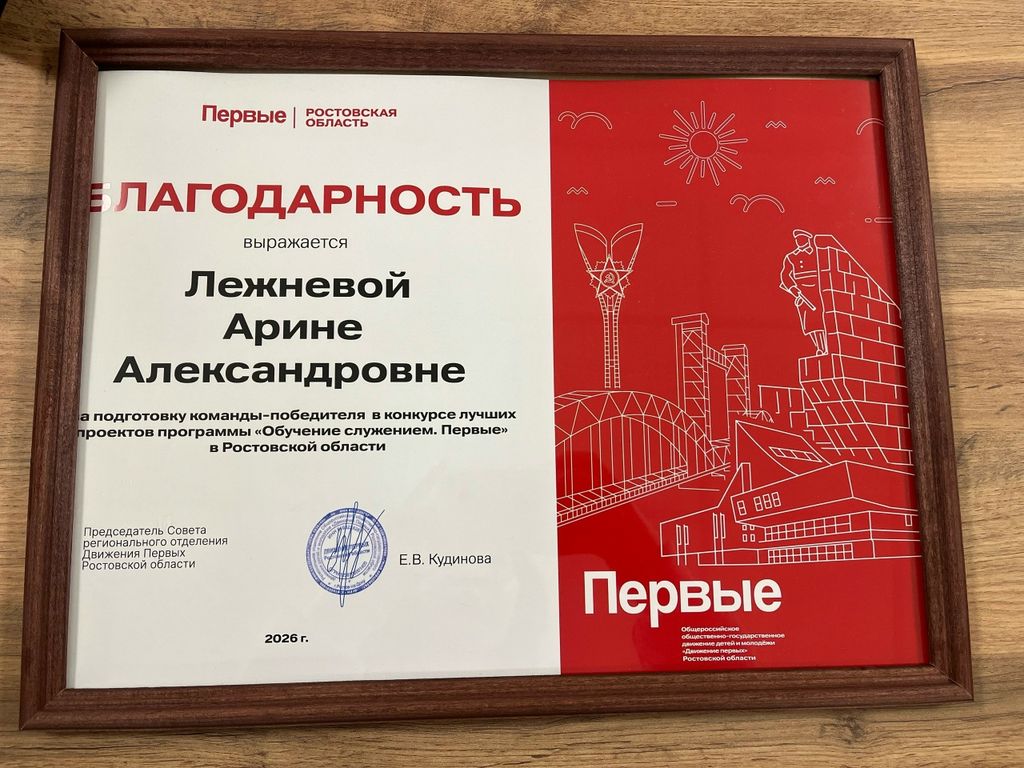 Первые | РОСТОВСКАЯ
ОБЛАСТЬ
БЛАГОДАРНОСТЬ
выражается
Лежневой
Арине
Александровне
за подготовку команды-победителя в конкурсе лучших
проектов программы «Обучение служением. Первые»
в Ростовской области
Председатель Совета
регионального отделения
Движения Первых
Ростовской области
Е.В. Кудинова
2026 г.
Первые
Общероссийское
общественно-государственное
движение детей и молодёжи
«Движение первых»
Ростовской области